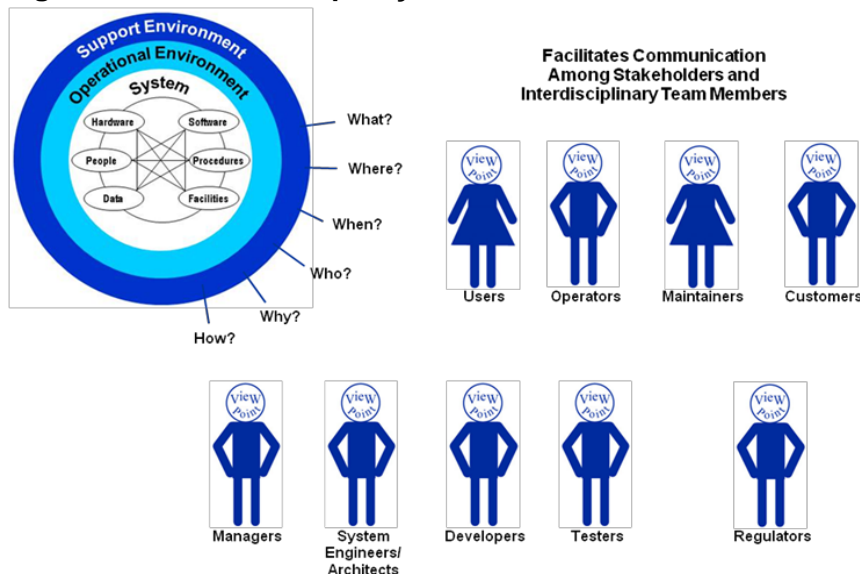 Support Environment
Operational Environment
System
Hardware
Software
People
Procedures
Data
Facilities
What?
Where?
When?
Who?
Why?
How?
Facilitates Communication
Among Stakeholders and
Interdisciplinary Team Members
View
Point
View
Point
View
Point
View
Point
Users
Operators
Maintainers
Customers
View
Point
View
Point
View
Point
View
Point
View
Point
Managers
System
Engineers/
Architects
Developers
Testers
Regulators